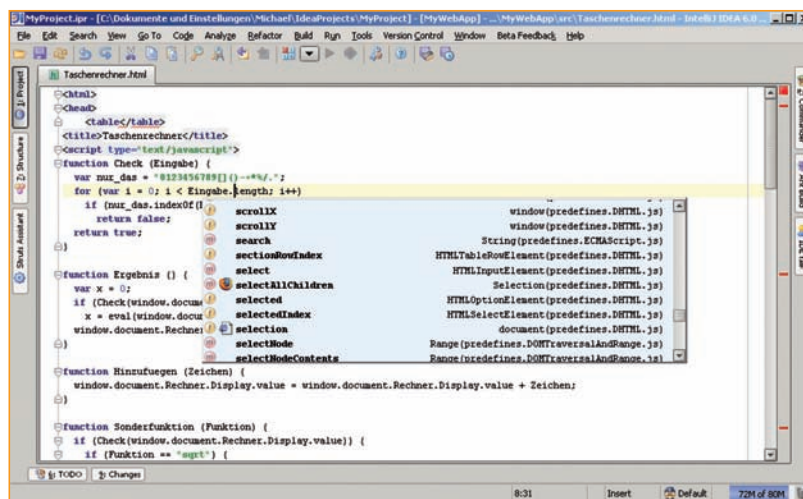 MyProject.ipr - [C:\Dokumente und Einstellungen\Michael\IdeaProjects\MyProject] - [MyWebApp] - ...\MyWebApp\src\Taschenrechner.html - IntelliJ IDEA 6.0 ...
File Edit Search View Go To Code Analyze Refactor Build Run Tools Version Control Window Beta Feedback Help
Taschenrechner.html
1: Project
2: Structure
Struts Assistant
<html>
<head>
<table</table>
<title>Taschenrechner</title>
<script type="text/javascript">
function Check (Eingabe) {
var nur_das = "0123456789[]()-+*%/.";
for (var i = 0; i < Eingabe.length; i++)
if (nur_das.indexOf(
return false;
return true;
}
scrollX window(predefines.DHTML.js)
scrollY window(predefines.DHTML.js)
search String(predefines.ECMAScript.js)
sectionRowIndex HTMLTableRowElement(predefines.DHTML.js)
select HTMLInputElement(predefines.DHTML.js)
selectAllChildren Selection(predefines.DHTML.js)
selected HTMLOptionElement(predefines.DHTML.js)
selectedIndex HTMLSelectElement(predefines.DHTML.js)
selection document(predefines.DHTML.js)
selectNode Range(predefines.DOMTraversalAndRange.js)
selectNodeContents Range(predefines.DOMTraversalAndRange.js)
function Ergebnis () {
var x = 0;
if (Check(window.docume
x = eval(window.docu
window.document.Rechne
}
function Hinzufuegen (Zeichen) {
window.document.Rechner.Display.value = window.document.Rechner.Display.value + Zeichen;
}
function Sonderfunktion (Funktion) {
if (Check(window.document.Rechner.Display.value)) {
if (Funktion == "sqrt") {
6: TODO 9: Changes
8:31 Insert Default 72M of 80M